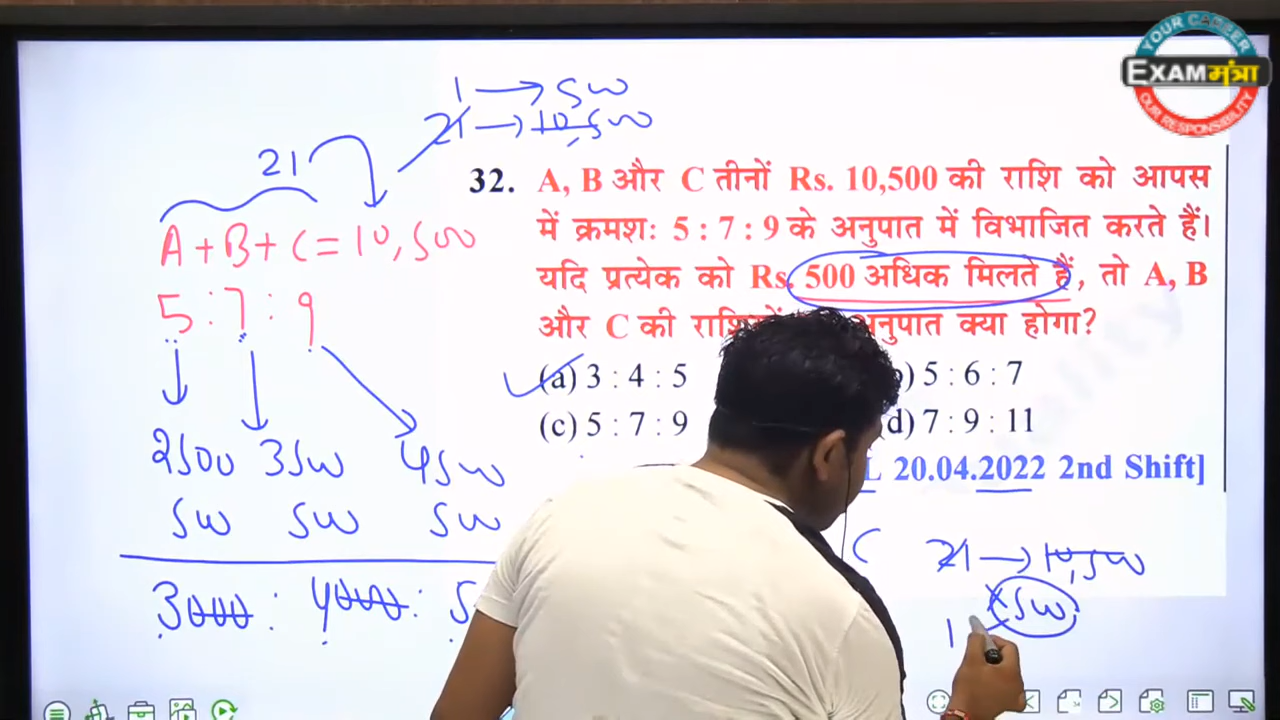 YOUR CAREER
EXAMमंत्रा
OUR RESPONSIBILITY
1 → 500
21 → 10,500
21
A + B + C = 10,500
5 : 7 : 9
2500 3500 4500
500 500 500
3000 : 4000 : 5
32. A, B और C तीनों Rs. 10,500 की राशि को आपस
में क्रमशः 5 : 7 : 9 के अनुपात में विभाजित करते हैं।
यदि प्रत्येक को Rs. 500 अधिक मिलते हैं, तो A, B
और C की अनुपात क्या होगा?
(a) 3 : 4 : 5
5 : 6 : 7
(c) 5 : 7 : 9
(d) 7 : 9 : 11
20.04.2022 2nd Shift]
C 21 → 10,500
500
1